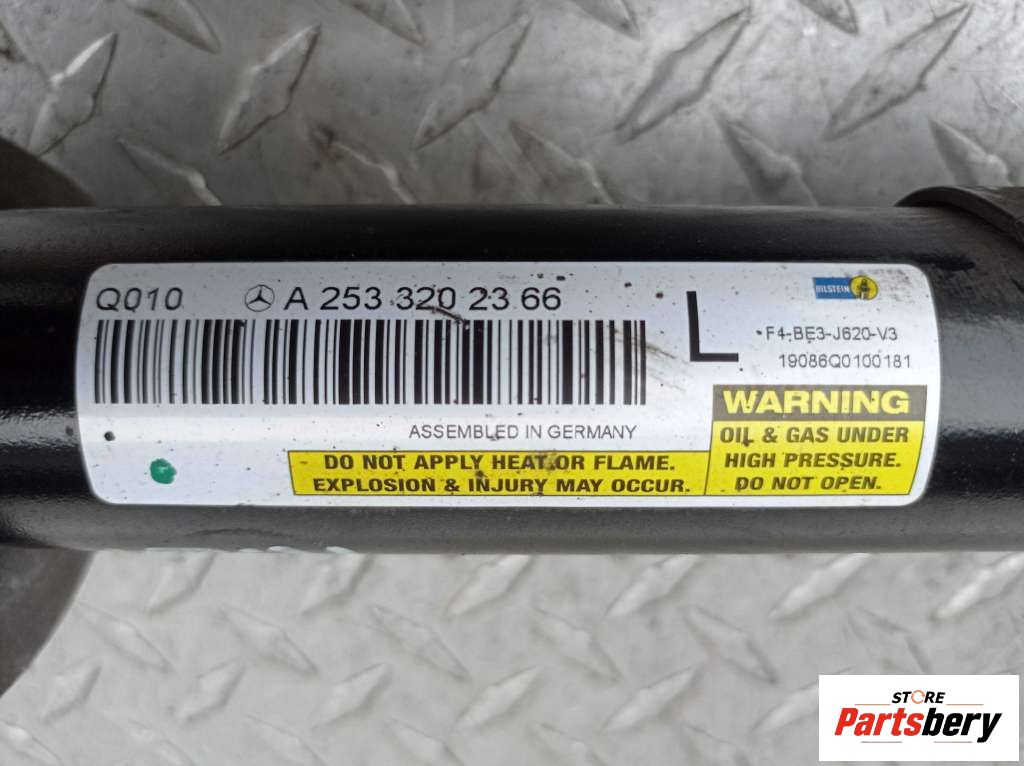 Q010 A 253 320 23 66
L
BILSTEIN
F4-BE3-J620-V3
19086Q0100181
ASSEMBLED IN GERMANY
DO NOT APPLY HEAT OR FLAME.
EXPLOSION & INJURY MAY OCCUR.
WARNING
OIL & GAS UNDER
HIGH PRESSURE.
DO NOT OPEN.
STORE
Partsbery